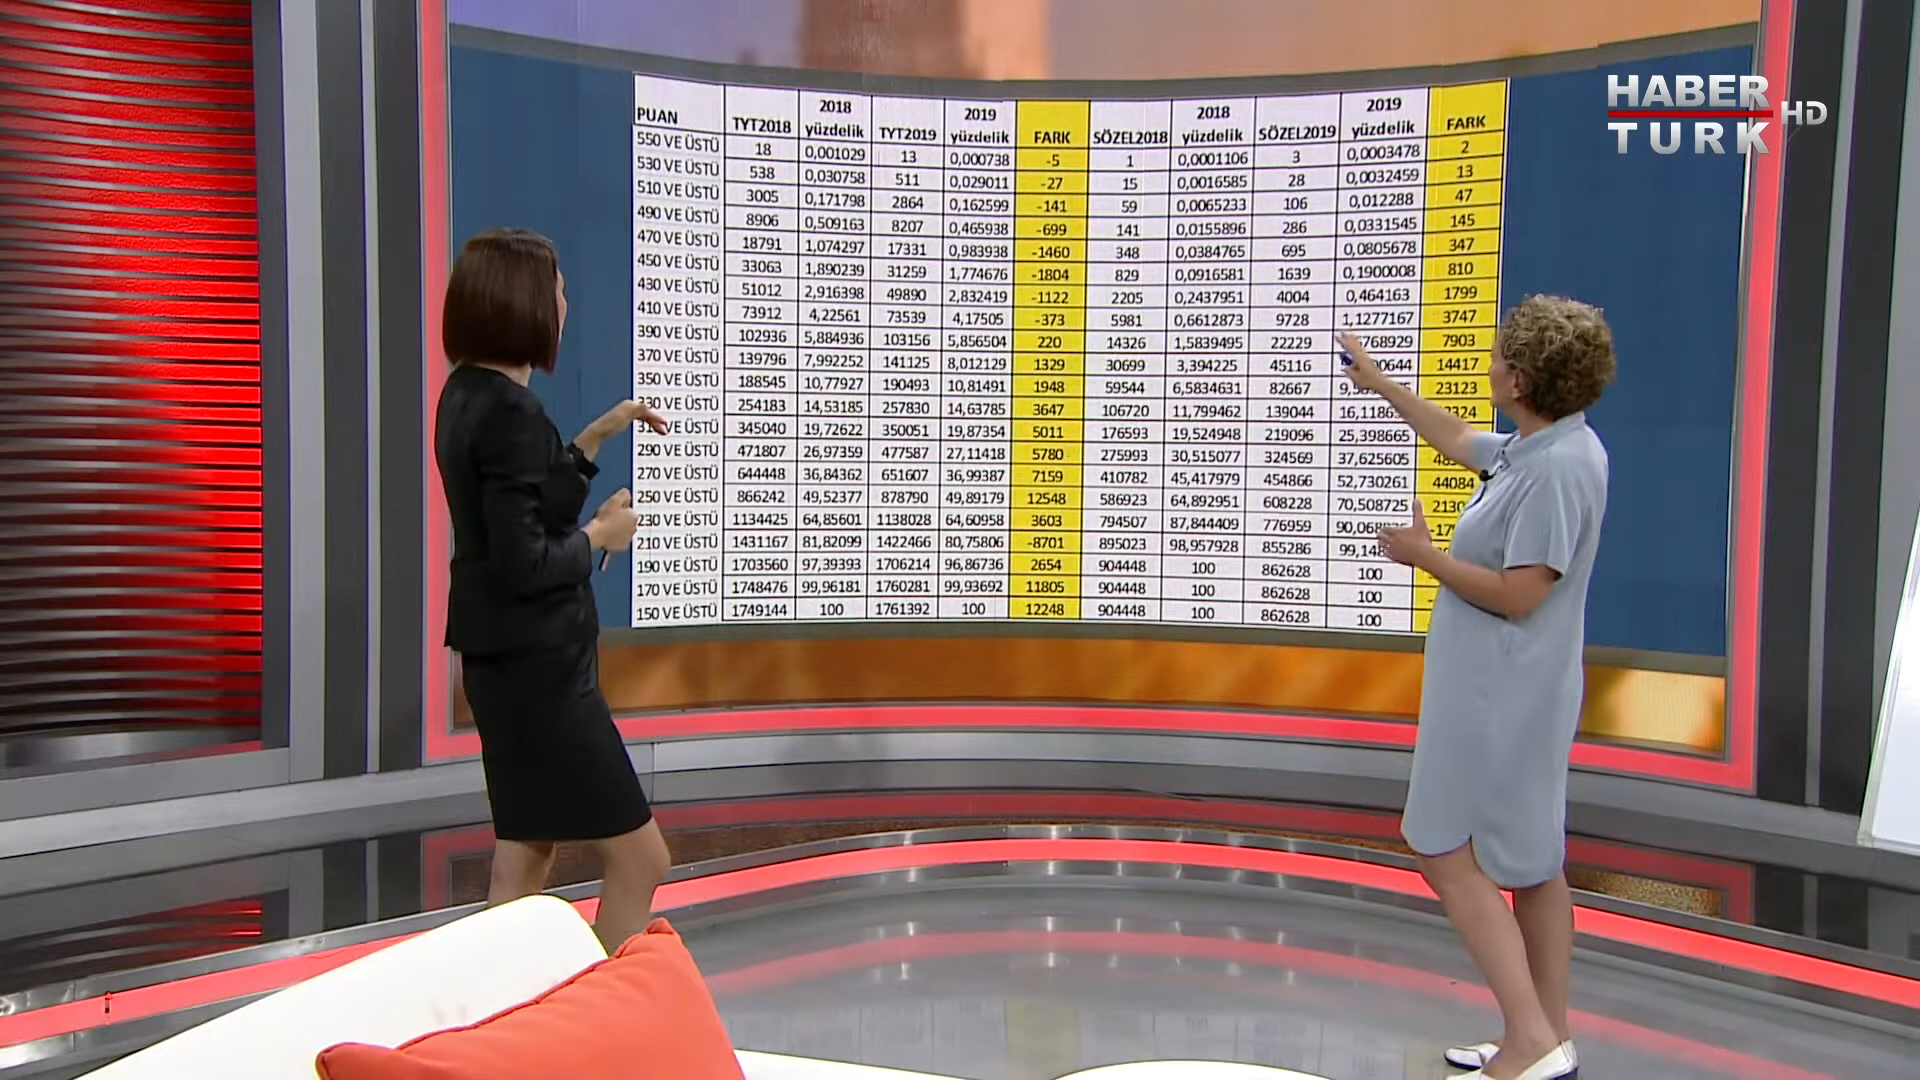 HABER
TURK HD
PUAN TYT2018 2018 yüzdelik TYT2019 2019 yüzdelik FARK SÖZEL2018 2018 yüzdelik SÖZEL2019 2019 yüzdelik FARK
550 VE ÜSTÜ 18 0,001029 13 0,000738 -5 1 0,0001106 3 0,0003478 2
530 VE ÜSTÜ 538 0,030758 511 0,029011 -27 15 0,0016585 28 0,0032459 13
510 VE ÜSTÜ 3005 0,171798 2864 0,162599 -141 59 0,0065233 106 0,012288 47
490 VE ÜSTÜ 8906 0,509163 8207 0,465938 -699 141 0,0155896 286 0,0331545 145
470 VE ÜSTÜ 18791 1,074297 17331 0,983938 -1460 348 0,0384765 695 0,0805678 347
450 VE ÜSTÜ 33063 1,890239 31259 1,774676 -1804 829 0,0916581 1639 0,1900008 810
430 VE ÜSTÜ 51012 2,916398 49890 2,832419 -1122 2205 0,2437951 4004 0,464163 1799
410 VE ÜSTÜ 73912 4,22561 73539 4,17505 -373 5981 0,6612873 9728 1,1277167 3747
390 VE ÜSTÜ 102936 5,884936 103156 5,856504 220 14326 1,5839495 22229 7903
370 VE ÜSTÜ 139796 7,992252 141125 8,012129 1329 30699 3,394225 45116 14417
350 VE ÜSTÜ 188545 10,77927 190493 10,81491 1948 59544 6,5834631 82667 23123
330 VE ÜSTÜ 254183 14,53185 257830 14,63785 3647 106720 11,799462 139044
VE ÜSTÜ 345040 19,72622 350051 19,87354 5011 176593 19,524948 219096 25,398665
290 VE ÜSTÜ 471807 26,97359 477587 27,11418 5780 275993 30,515077 324569 37,625605
270 VE ÜSTÜ 644448 36,84362 651607 36,99387 7159 410782 45,417979 454866 52,730261 44084
250 VE ÜSTÜ 866242 49,52377 878790 49,89179 12548 586923 64,892951 608228 70,508725
230 VE ÜSTÜ 1134425 64,85601 1138028 64,60958 3603 794507 87,844409 776959
210 VE ÜSTÜ 1431167 81,82099 1422466 80,75806 -8701 895023 98,957928 855286
190 VE ÜSTÜ 1703560 97,39393 1706214 96,86736 2654 904448 100 862628 100
170 VE ÜSTÜ 1748476 99,96181 1760281 99,93692 11805 904448 100 862628 100
150 VE ÜSTÜ 1749144 100 1761392 100 12248 904448 100 862628 100